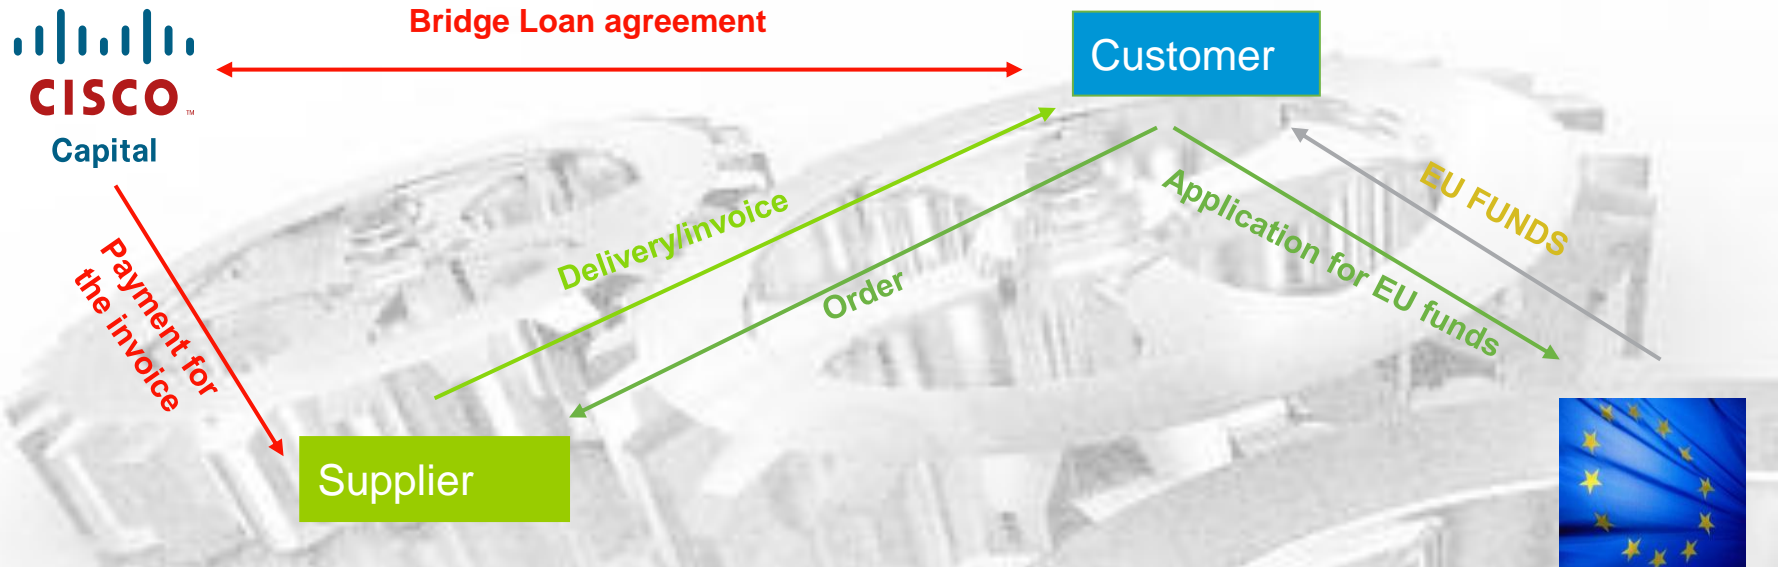 Bridge Loan agreement
CISCO™
Capital
Customer
Delivery/invoice
Order
Application for EU funds
EU FUNDS
Payment for
the invoice
Supplier